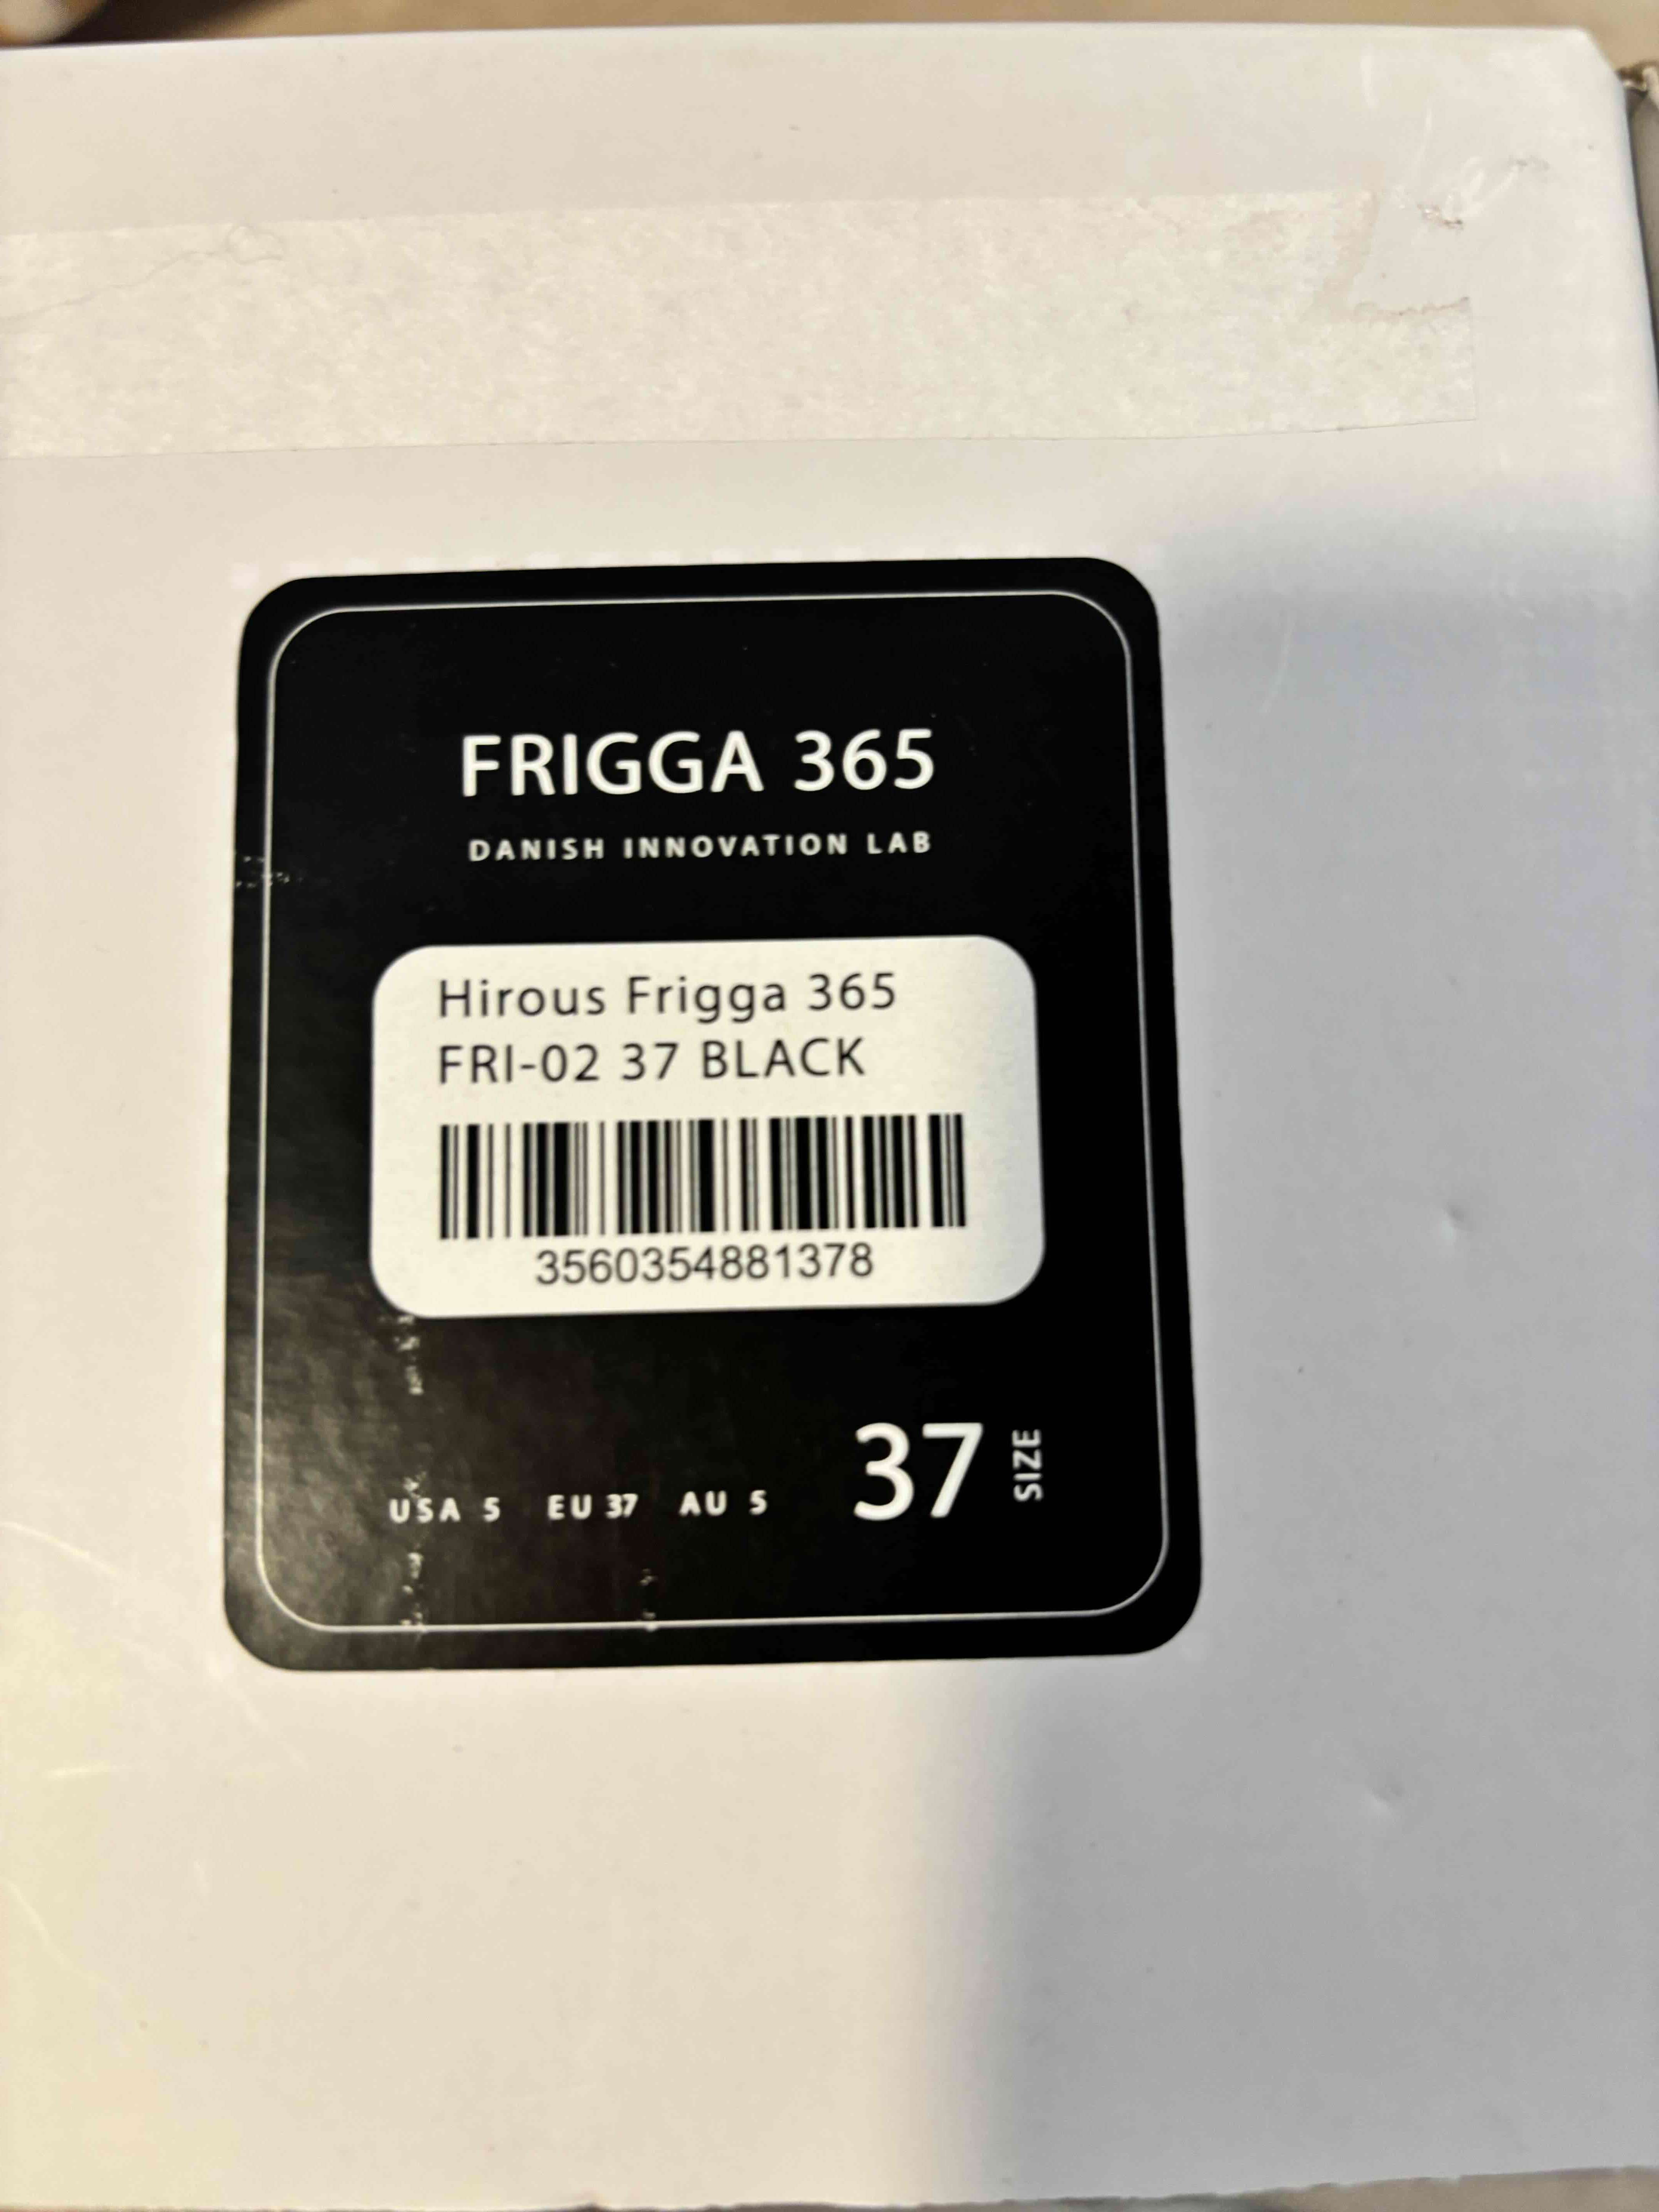 FRIGGA 365
DANISH INNOVATION LAB
Hirous Frigga 365
FRI-02 37 BLACK
3560354881378
USA 5 EU 37 AU 5 37 SIZE